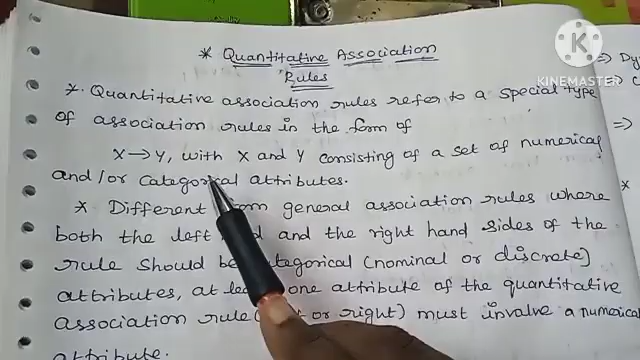 * Quantitative Association
Rules
* Quantitative association rules refer to a special type
of association rules in the form of
X → Y, with X and Y consisting of a set of numerical
and/or categorical attributes.
* Different from general association rules where
both the left and and the right hand sides of the
rule should be categorical (nominal or discrete)
attributes, at least one attribute of the quantitative
association rule (left or right) must invalve a numerical
attribute.
K
KINEMASTER